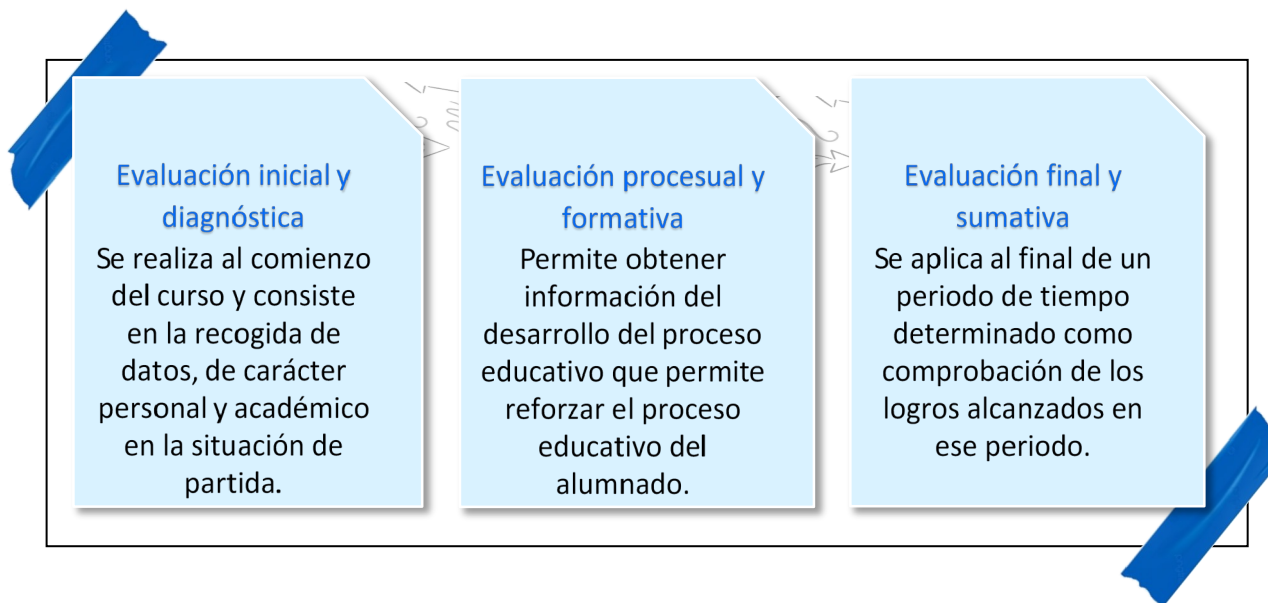 Evaluación inicial y
diagnóstica
Se realiza al comienzo
del curso y consiste
en la recogida de
datos, de carácter
personal y académico
en la situación de
partida.
Evaluación procesual y
formativa
Permite obtener
información del
desarrollo del proceso
educativo que permite
reforzar el proceso
educativo del
alumnado.
Evaluación final y
sumativa
Se aplica al final de un
periodo de tiempo
determinado como
comprobación de los
logros alcanzados en
ese periodo.